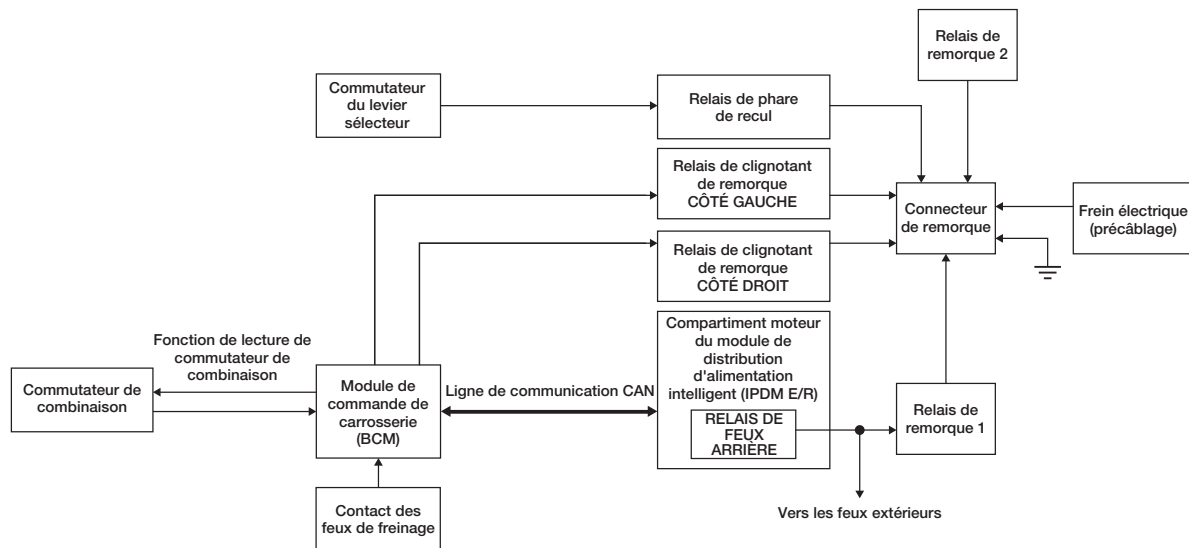 Relais de
remorque 2
Commutateur
du levier
sélecteur
Relais de phare
de recul
Relais de clignotant
de remorque
CÔTÉ GAUCHE
Connecteur
de remorque
Frein électrique
(précâblage)
Relais de clignotant
de remorque
CÔTÉ DROIT
Fonction de lecture de
commutateur de
combinaison
Commutateur de
combinaison
Module de
commande de
carrosserie
(BCM)
Ligne de communication CAN
Compartiment moteur
du module de
distribution
d'alimentation
intelligent (IPDM E/R)
RELAIS DE
FEUX
ARRIÈRE
Relais de
remorque 1
Contact des
feux de freinage
Vers les feux extérieurs